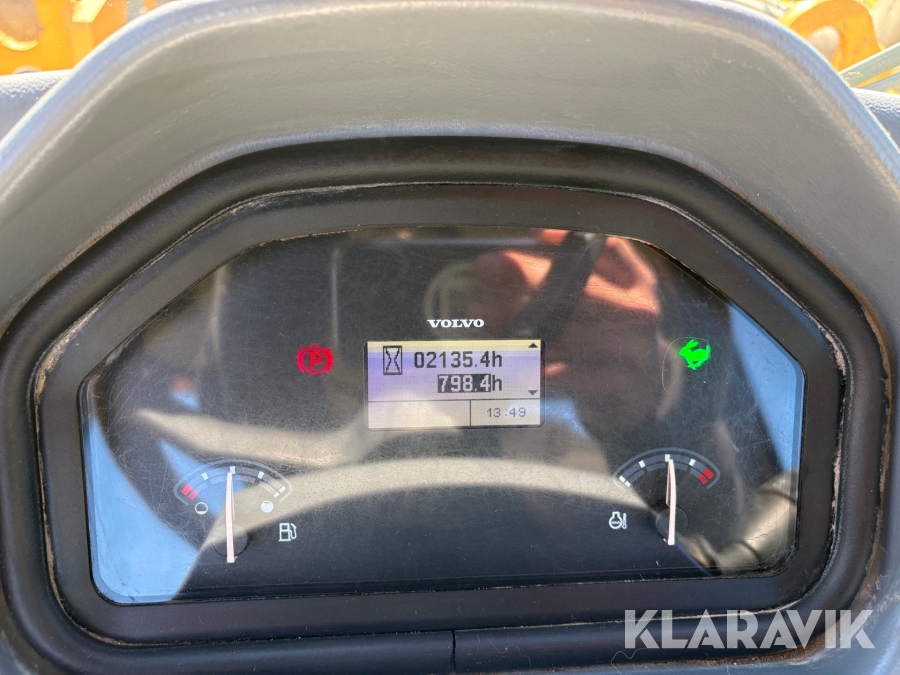 VOLVO
P
02135.4h
798.4h
13:49
KLARAVIK